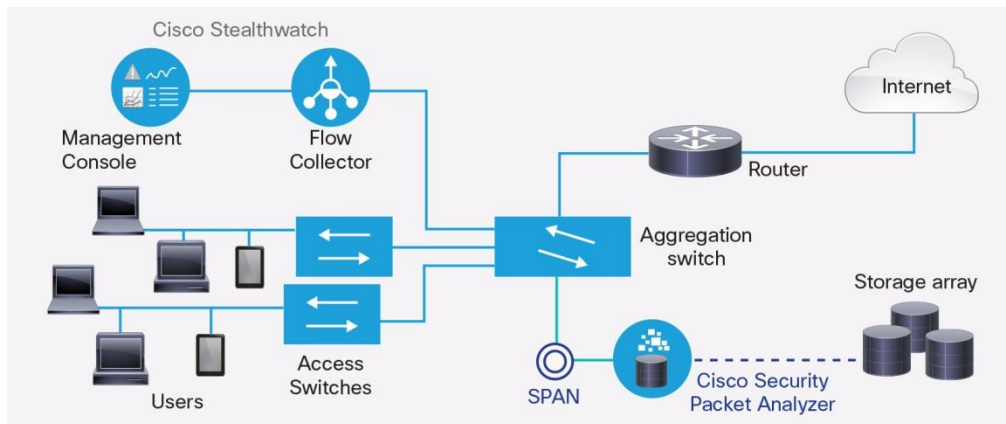 Cisco Stealthwatch
Management
Console
Flow
Collector
Internet
Router
Aggregation
switch
Storage array
Access
Switches
Users
SPAN
Cisco Security
Packet Analyzer